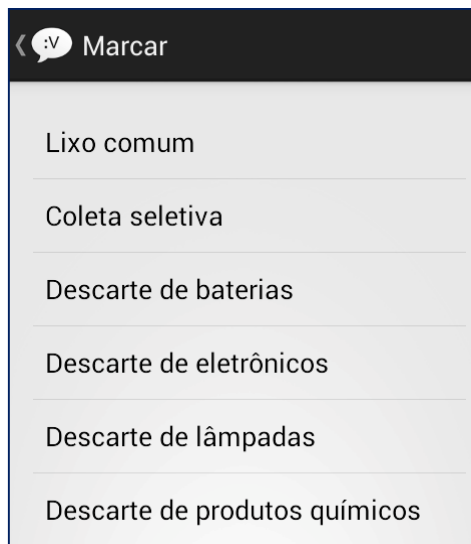 :V
Marcar
Lixo comum
Coleta seletiva
Descarte de baterias
Descarte de eletrônicos
Descarte de lâmpadas
Descarte de produtos químicos